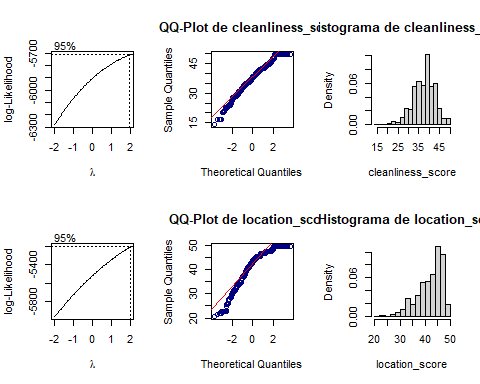 QQ-Plot de cleanliness_sc
istograma de cleanliness_
95%
log-Likelihood
-5700
-6000
-6300
-2 -1 0 1 2
λ
Sample Quantiles
45
30
15
-2 0 2
Theoretical Quantiles
Density
0.06
0.00
15 25 35 45
cleanliness_score
QQ-Plot de location_sc
Histograma de location_s
95%
log-Likelihood
-5400
-5800
-2 -1 0 1 2
λ
Sample Quantiles
50
40
30
20
-2 0 2
Theoretical Quantiles
Density
0.06
0.00
20 30 40 50
location_score